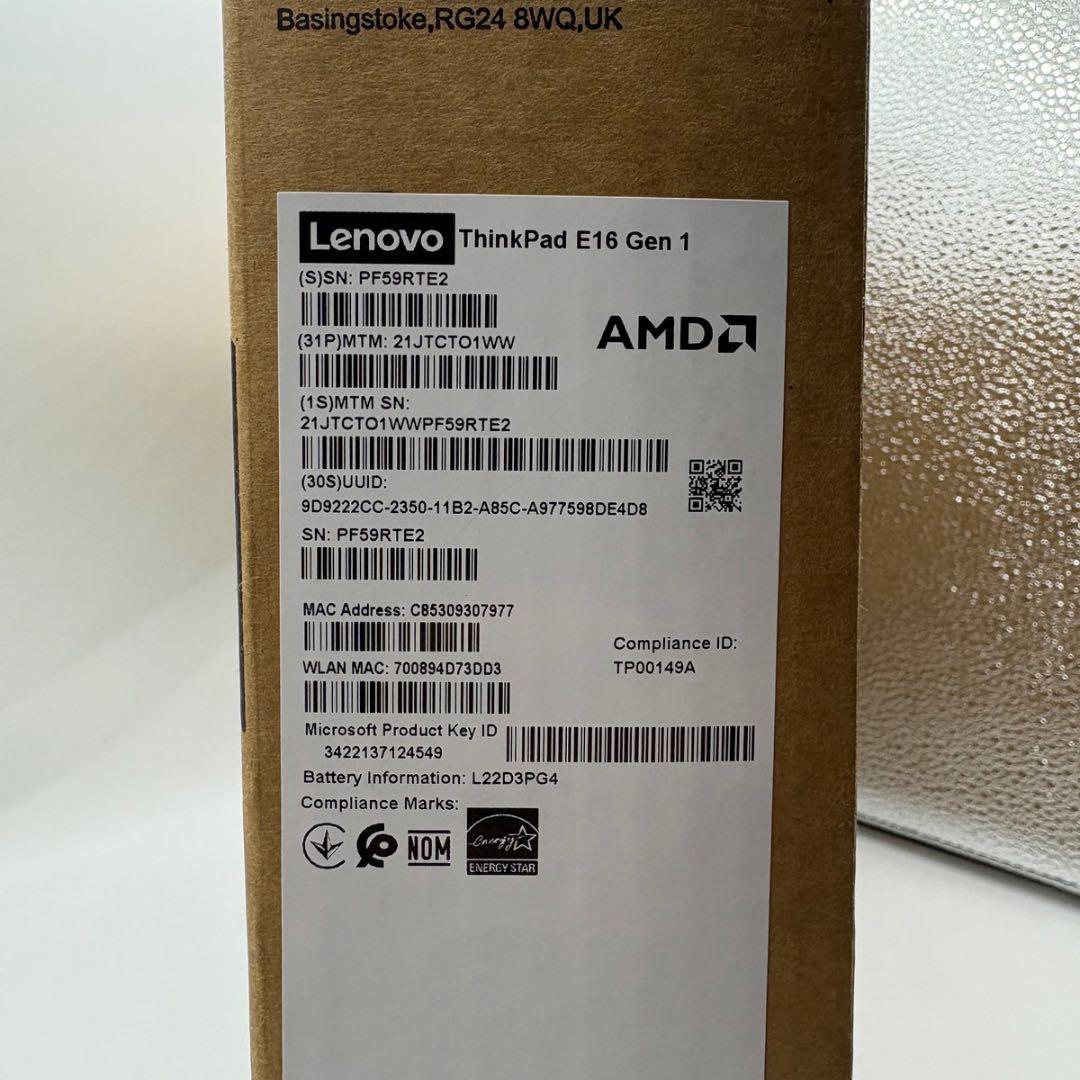 Basingstoke,RG24 8WQ,UK
Lenovo ThinkPad E16 Gen 1
(S)SN: PF59RTE2
AMD
(31P)MTM: 21JTCTO1WW
(1S)MTM SN:
21JTCTO1WWPF59RTE2
(30S)UUID:
9D9222CC-2350-11B2-A85C-A977598DE4D8
SN: PF59RTE2
MAC Address: C85309307977
Compliance ID:
TP00149A
WLAN MAC: 700894D73DD3
Microsoft Product Key ID
3422137124549
Battery Information: L22D3PG4
Compliance Marks:
NOM
energy
ENERGY STAR